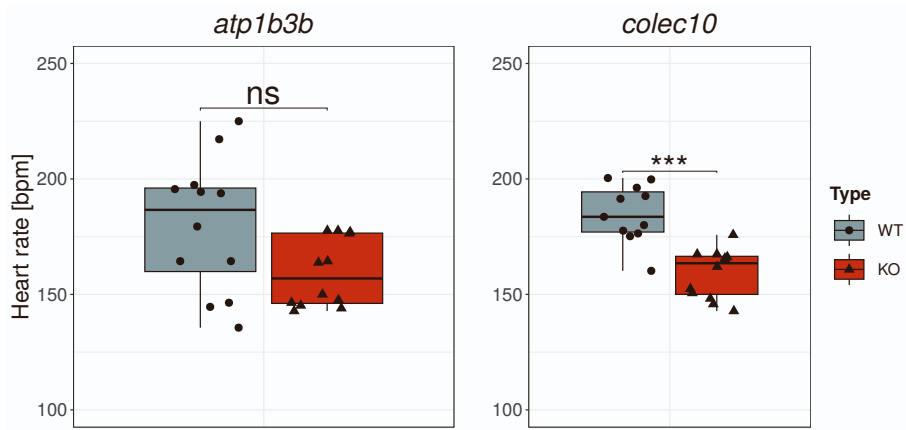 atp1b3b
colec10
Heart rate [bpm]
250
200
150
100
ns
250
200
150
100
***
Type
WT
KO